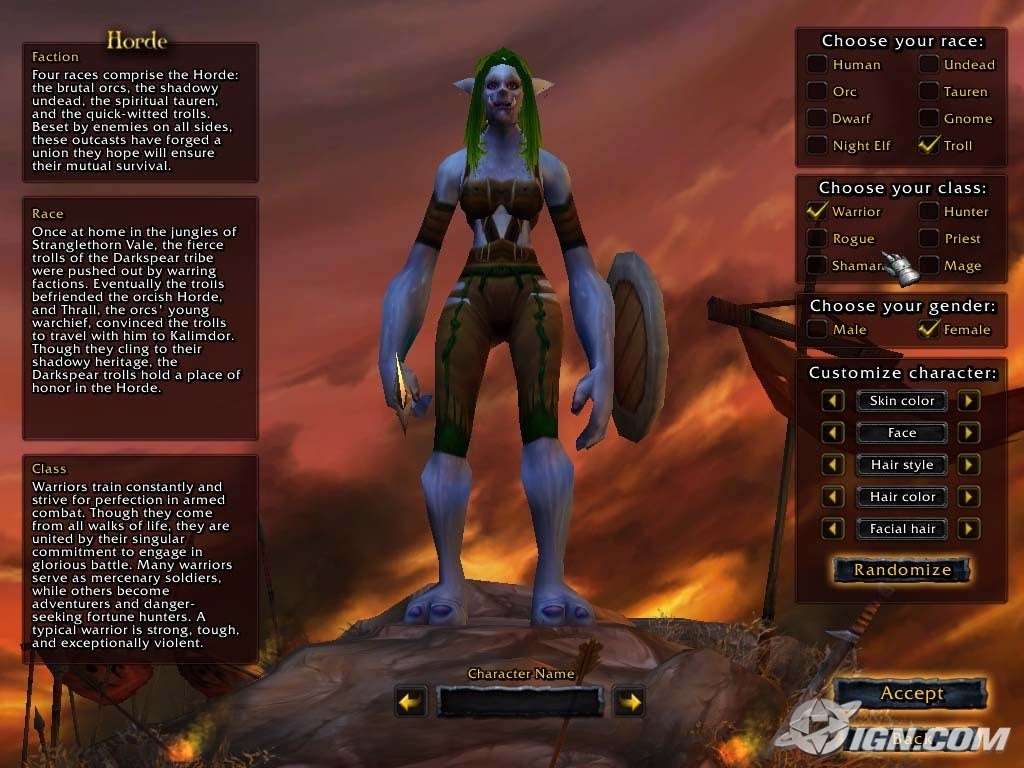 Horde
Faction
Four races comprise the Horde:
the brutal orcs, the shadowy
undead, the spiritual tauren,
and the quick-witted trolls.
Beset by enemies on all sides,
these outcasts have forged a
union they hope will ensure
their mutual survival.
Race
Once at home in the jungles of
Stranglethorn Vale, the fierce
trolls of the Darkspear tribe
were pushed out by warring
factions. Eventually the trolls
befriended the orcish Horde,
and Thrall, the orcs' young
warchief, convinced the trolls
to travel with him to Kalimdor.
Though they cling to their
shadowy heritage, the
Darkspear trolls hold a place of
honor in the Horde.
Class
Warriors train constantly and
strive for perfection in armed
combat. Though they come
from all walks of life, they are
united by their singular
commitment to engage in
glorious battle. Many warriors
serve as mercenary soldiers,
while others become
adventurers and danger-
seeking fortune hunters. A
typical warrior is strong, tough,
and exceptionally violent.
Character Name
Choose your race:
Human Undead
Orc Tauren
Dwarf Gnome
Night Elf Troll
Choose your class:
Warrior Hunter
Rogue Priest
Shaman Mage
Choose your gender:
Male Female
Customize character:
Skin color
Face
Hair style
Hair color
Facial hair
Randomize
Accept
Back
IGN.COM